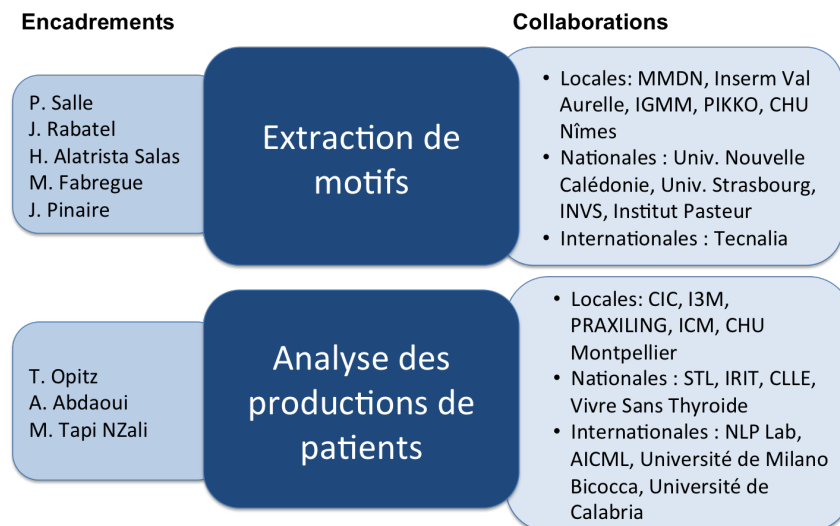 Encadrements
Collaborations
P. Salle
J. Rabatel
H. Alatrista Salas
M. Fabregue
J. Pinaire
Extraction de
motifs
• Locales: MMDN, Inserm Val
Aurelle, IGMM, PIKKO, CHU
Nîmes
• Nationales : Univ. Nouvelle
Calédonie, Univ. Strasbourg,
INVS, Institut Pasteur
• Internationales : Tecnalia
T. Opitz
A. Abdaoui
M. Tapi NZali
Analyse des
productions de
patients
• Locales: CIC, I3M,
PRAXILING, ICM, CHU
Montpellier
• Nationales : STL, IRIT, CLLE,
Vivre Sans Thyroide
• Internationales : NLP Lab,
AICML, Université de Milano
Bicocca, Université de
Calabria